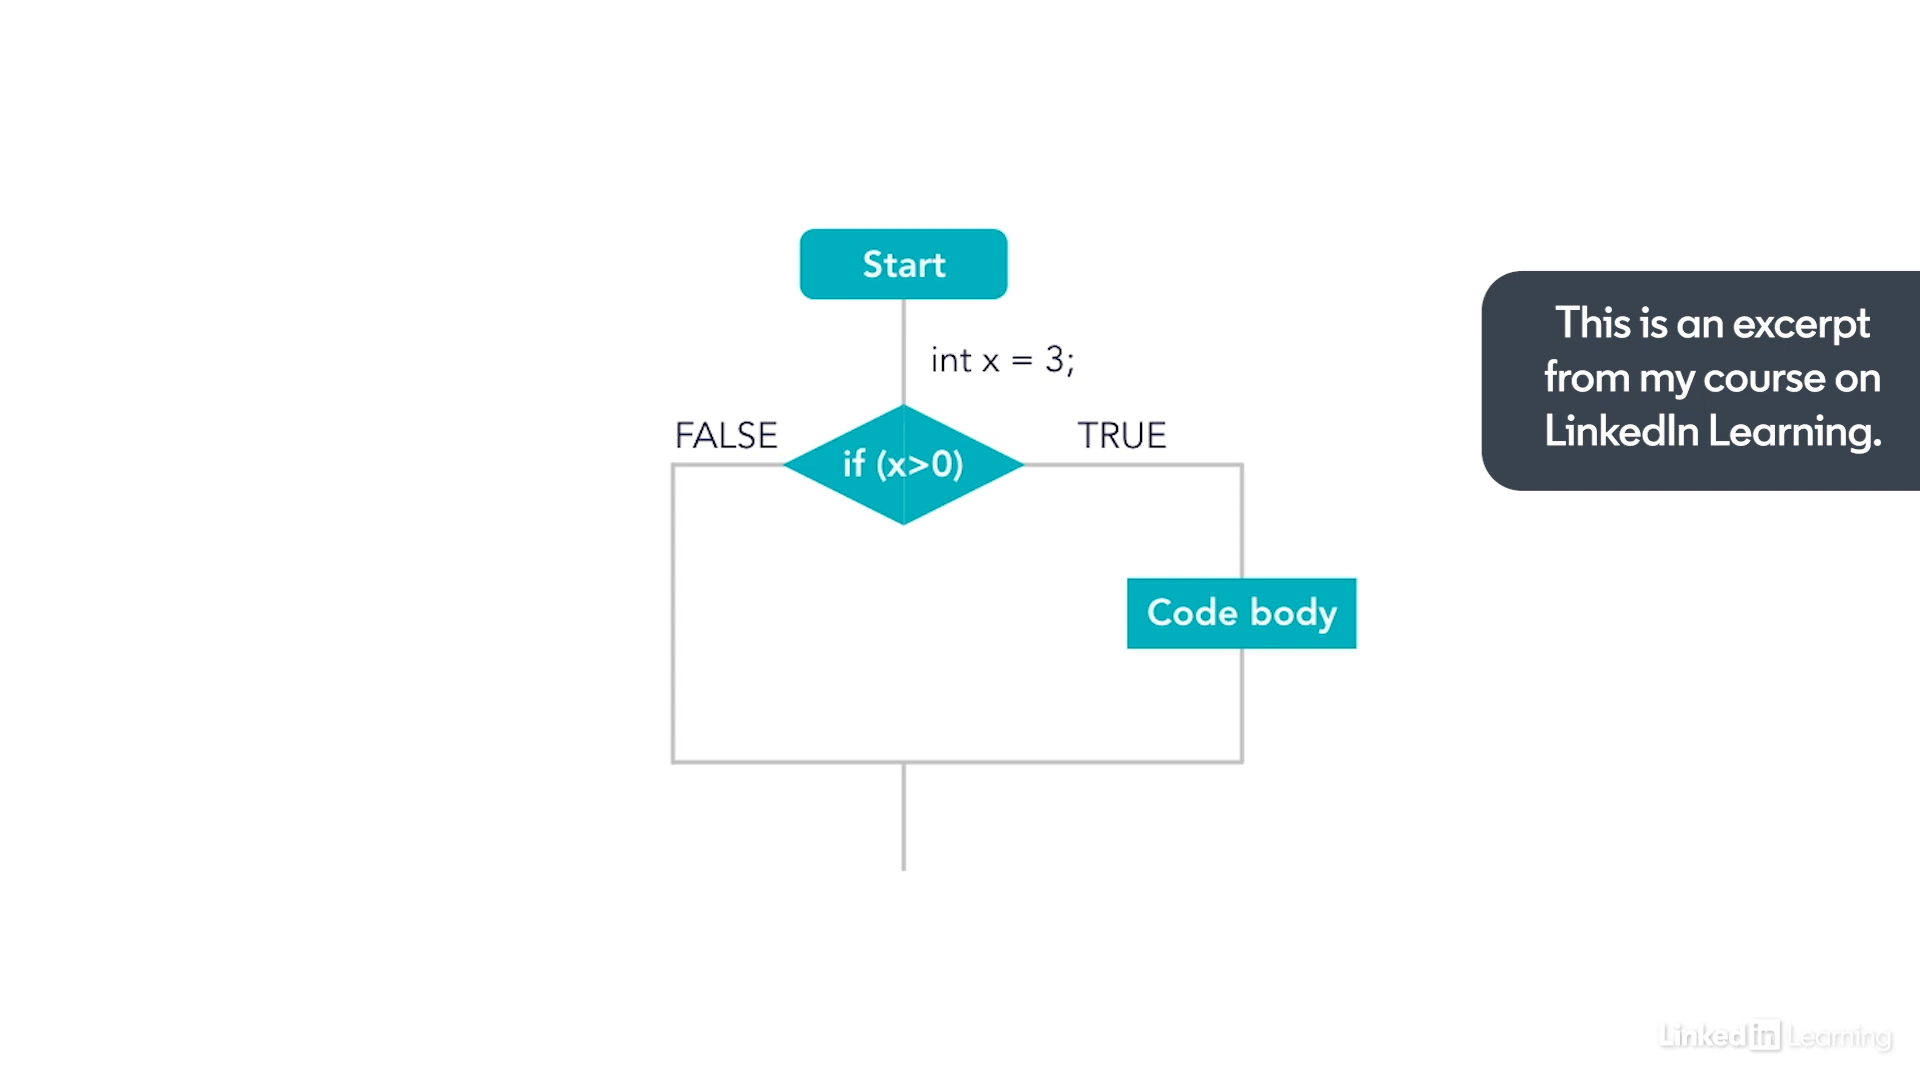 Start
int x = 3;
FALSE
TRUE
if (x>0)
Code body
This is an excerpt
from my course on
LinkedIn Learning.
Linked in Learning